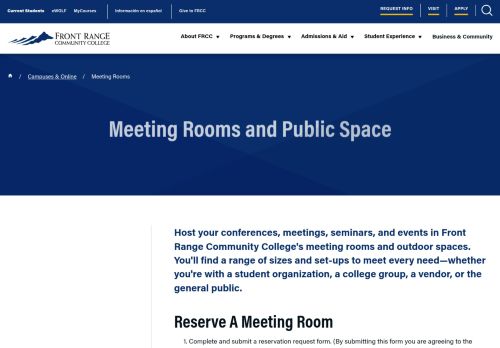 Current Students eWOLF MyCourses Información en español Give to FRCC REQUEST INFO VISIT APPLY
FRONT RANGE
COMMUNITY COLLEGE
About FRCC Programs & Degrees Admissions & Aid Student Experience Business & Community
/ Campuses & Online / Meeting Rooms
Meeting Rooms and Public Space
Host your conferences, meetings, seminars, and events in Front
Range Community College's meeting rooms and outdoor spaces.
You'll find a range of sizes and set-ups to meet every need—whether
you're with a student organization, a college group, a vendor, or the
general public.
Reserve A Meeting Room
1. Complete and submit a reservation request form. (By submitting this form you are agreeing to the